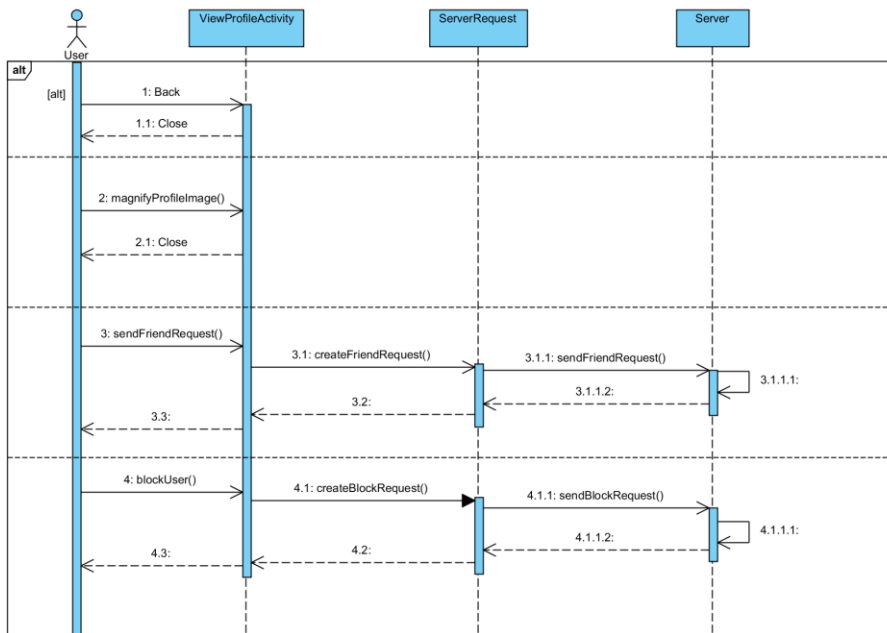 User
ViewProfileActivity
ServerRequest
Server
alt
[alt]
1: Back
1.1: Close
2: magnifyProfileImage()
2.1: Close
3: sendFriendRequest()
3.1: createFriendRequest()
3.1.1: sendFriendRequest()
3.1.1.1:
3.1.1.2:
3.2:
3.3:
4: blockUser()
4.1: createBlockRequest()
4.1.1: sendBlockRequest()
4.1.1.1:
4.1.1.2:
4.2:
4.3: